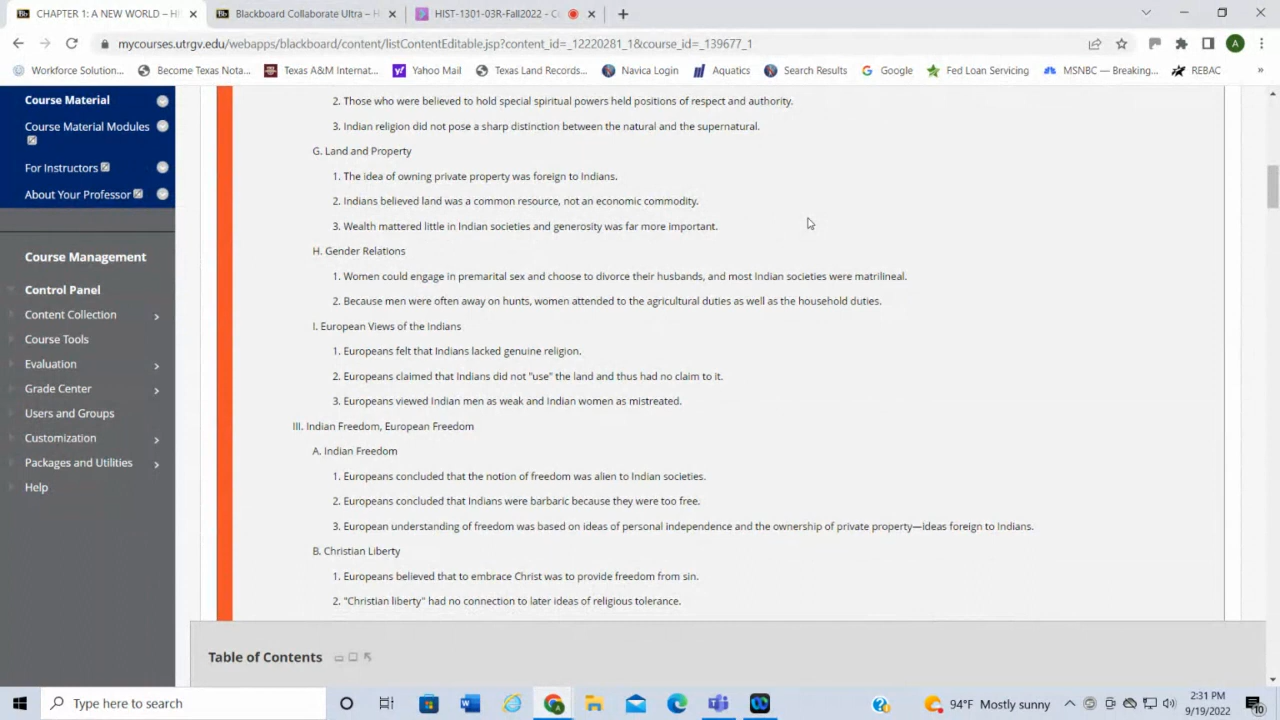 CHAPTER 1: A NEW WORLD – H
Blackboard Collaborate Ultra – H
HIST-1301-03R-Fall2022 - C
mycourses.utrgv.edu/webapps/blackboard/content/listContentEditable.jsp?content_id=_12220281_1&course_id=_139677_1
A
Workforce Solution...
Become Texas Nota...
Texas A&M Internat...
Yahoo Mail
Texas Land Records...
Navica Login
Aquatics
Search Results
Google
Fed Loan Servicing
MSNBC — Breaking...
REBAC
»
Course Material
Course Material Modules
For Instructors
About Your Professor
Course Management
Control Panel
Content Collection
Course Tools
Evaluation
Grade Center
Users and Groups
Customization
Packages and Utilities
Help
2. Those who were believed to hold special spiritual powers held positions of respect and authority.
3. Indian religion did not pose a sharp distinction between the natural and the supernatural.
G. Land and Property
1. The idea of owning private property was foreign to Indians.
2. Indians believed land was a common resource, not an economic commodity.
3. Wealth mattered little in Indian societies and generosity was far more important.
H. Gender Relations
1. Women could engage in premarital sex and choose to divorce their husbands, and most Indian societies were matrilineal.
2. Because men were often away on hunts, women attended to the agricultural duties as well as the household duties.
I. European Views of the Indians
1. Europeans felt that Indians lacked genuine religion.
2. Europeans claimed that Indians did not "use" the land and thus had no claim to it.
3. Europeans viewed Indian men as weak and Indian women as mistreated.
III. Indian Freedom, European Freedom
A. Indian Freedom
1. Europeans concluded that the notion of freedom was alien to Indian societies.
2. Europeans concluded that Indians were barbaric because they were too free.
3. European understanding of freedom was based on ideas of personal independence and the ownership of private property—ideas foreign to Indians.
B. Christian Liberty
1. Europeans believed that to embrace Christ was to provide freedom from sin.
2. "Christian liberty" had no connection to later ideas of religious tolerance.
Table of Contents
Type here to search
94°F Mostly sunny
2:31 PM
9/19/2022
10